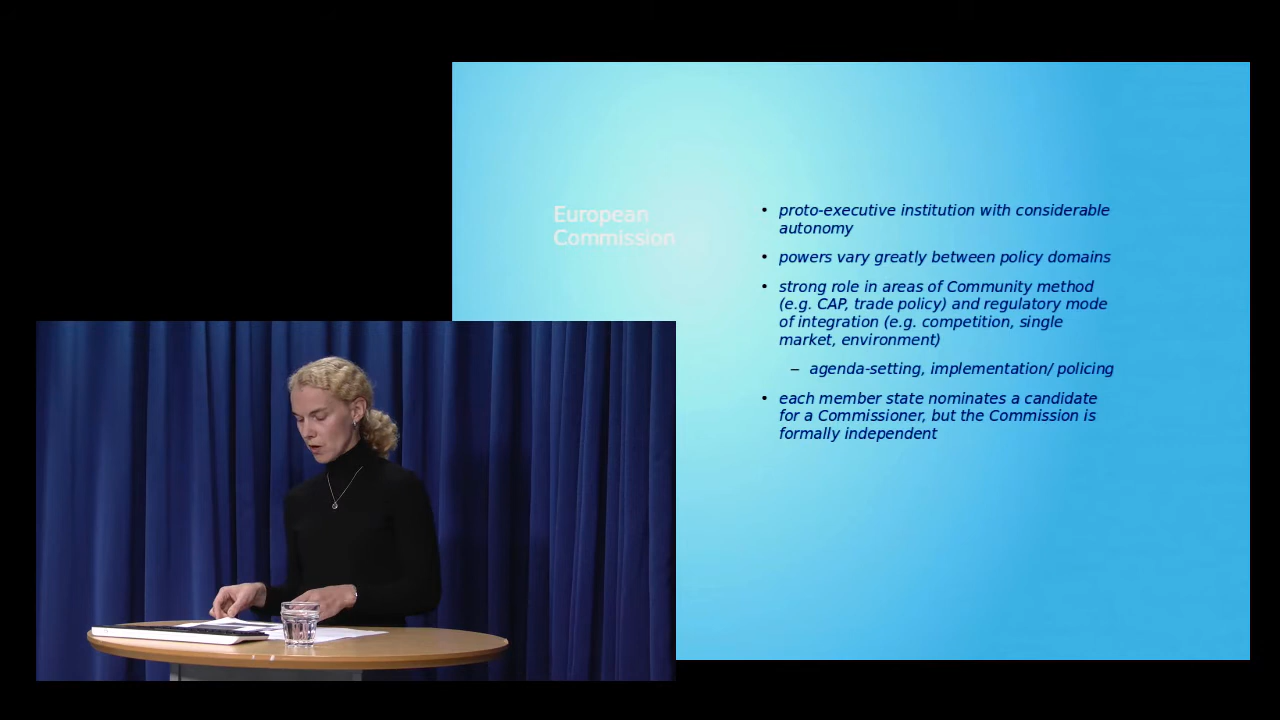 European
Commission
• proto-executive institution with considerable
autonomy
• powers vary greatly between policy domains
• strong role in areas of Community method
(e.g. CAP, trade policy) and regulatory mode
of integration (e.g. competition, single
market, environment)
– agenda-setting, implementation/ policing
• each member state nominates a candidate
for a Commissioner, but the Commission is
formally independent